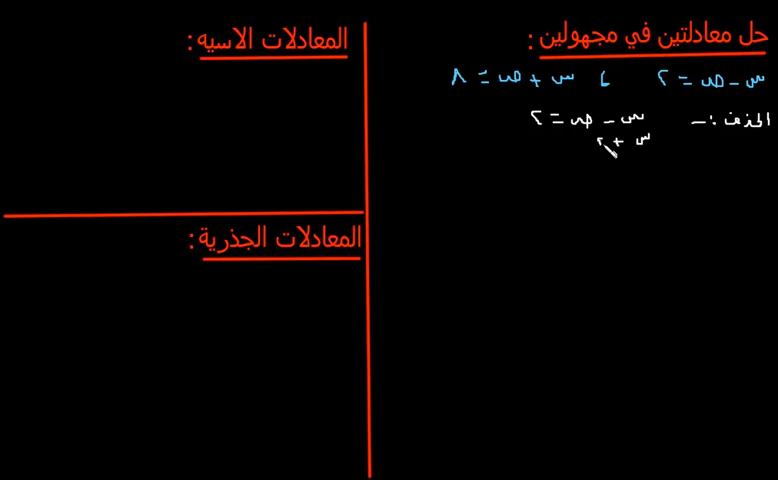 حل معادلتين في مجهولين :
س - ص = ٢ ، س + ص = ٨
الحذف : -
س - ص = ٢
س +
المعادلات الاسيه :
المعادلات الجذرية :